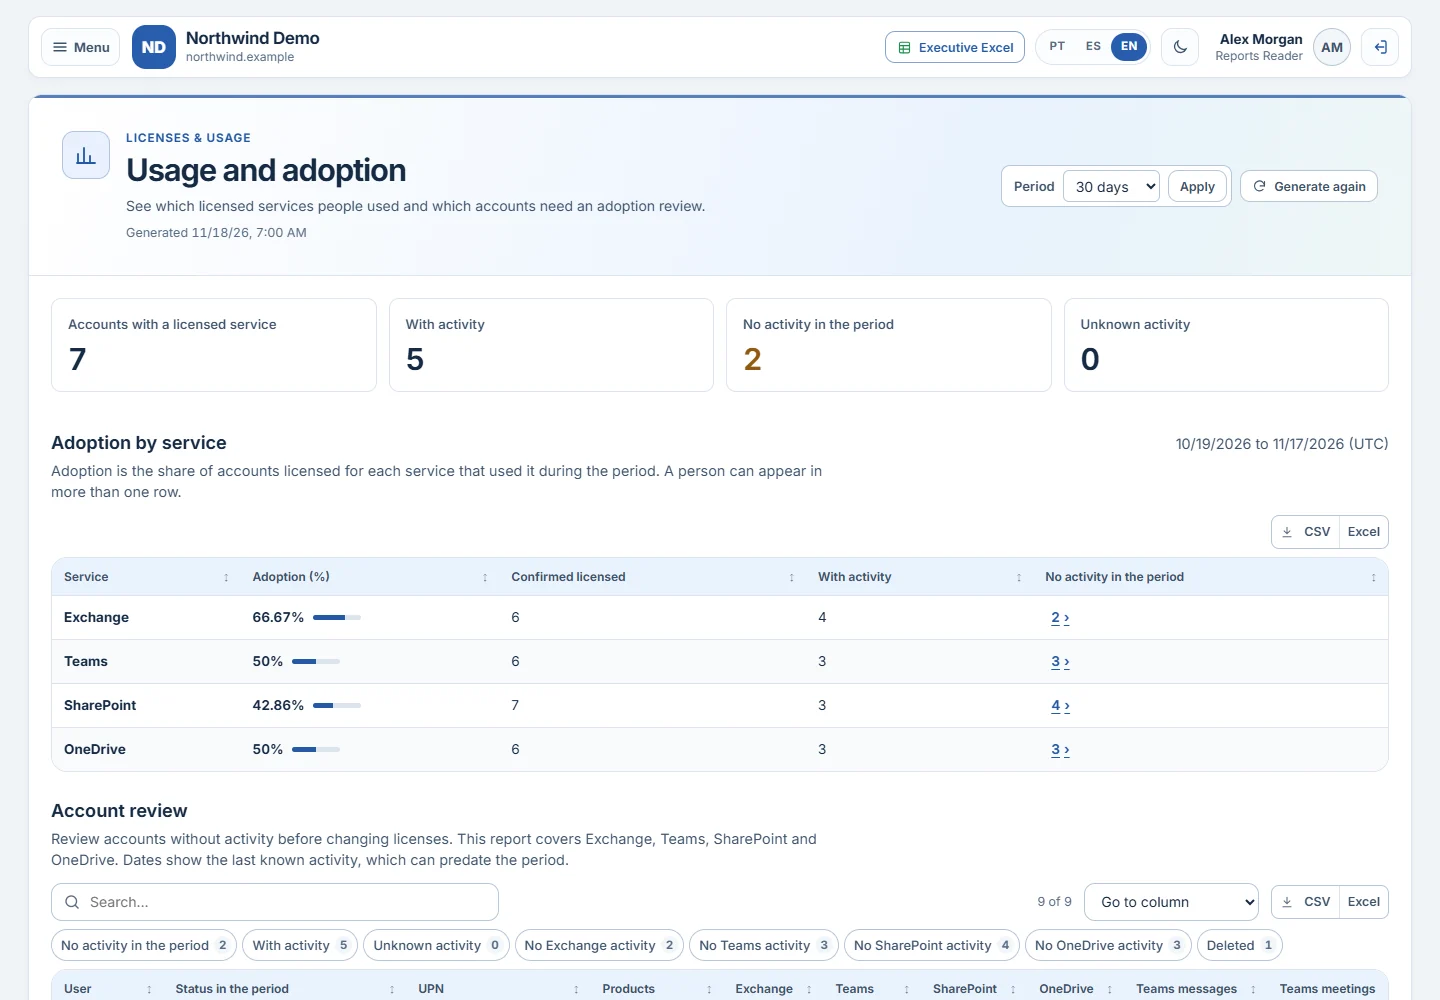 Menu
ND
Northwind Demo
northwind.example
Executive Excel
PT ES EN
Alex Morgan
Reports Reader
AM
LICENSES & USAGE
Usage and adoption
See which licensed services people used and which accounts need an adoption review.
Generated 11/18/26, 7:00 AM
Period 30 days Apply Generate again
Accounts with a licensed service
7
With activity
5
No activity in the period
2
Unknown activity
0
Adoption by service
10/19/2026 to 11/17/2026 (UTC)
Adoption is the share of accounts licensed for each service that used it during the period. A person can appear in
more than one row.
CSV Excel
Service Adoption (%) Confirmed licensed With activity No activity in the period
Exchange 66.67% 6 4 2 ›
Teams 50% 6 3 3 ›
SharePoint 42.86% 7 3 4 ›
OneDrive 50% 6 3 3 ›
Account review
Review accounts without activity before changing licenses. This report covers Exchange, Teams, SharePoint and
OneDrive. Dates show the last known activity, which can predate the period.
Search...
9 of 9 Go to column CSV Excel
No activity in the period 2 With activity 5 Unknown activity 0 No Exchange activity 2 No Teams activity 3 No SharePoint activity 4 No OneDrive activity 3 Deleted 1
User Status in the period UPN Products Exchange Teams SharePoint OneDrive Teams messages Teams meetings